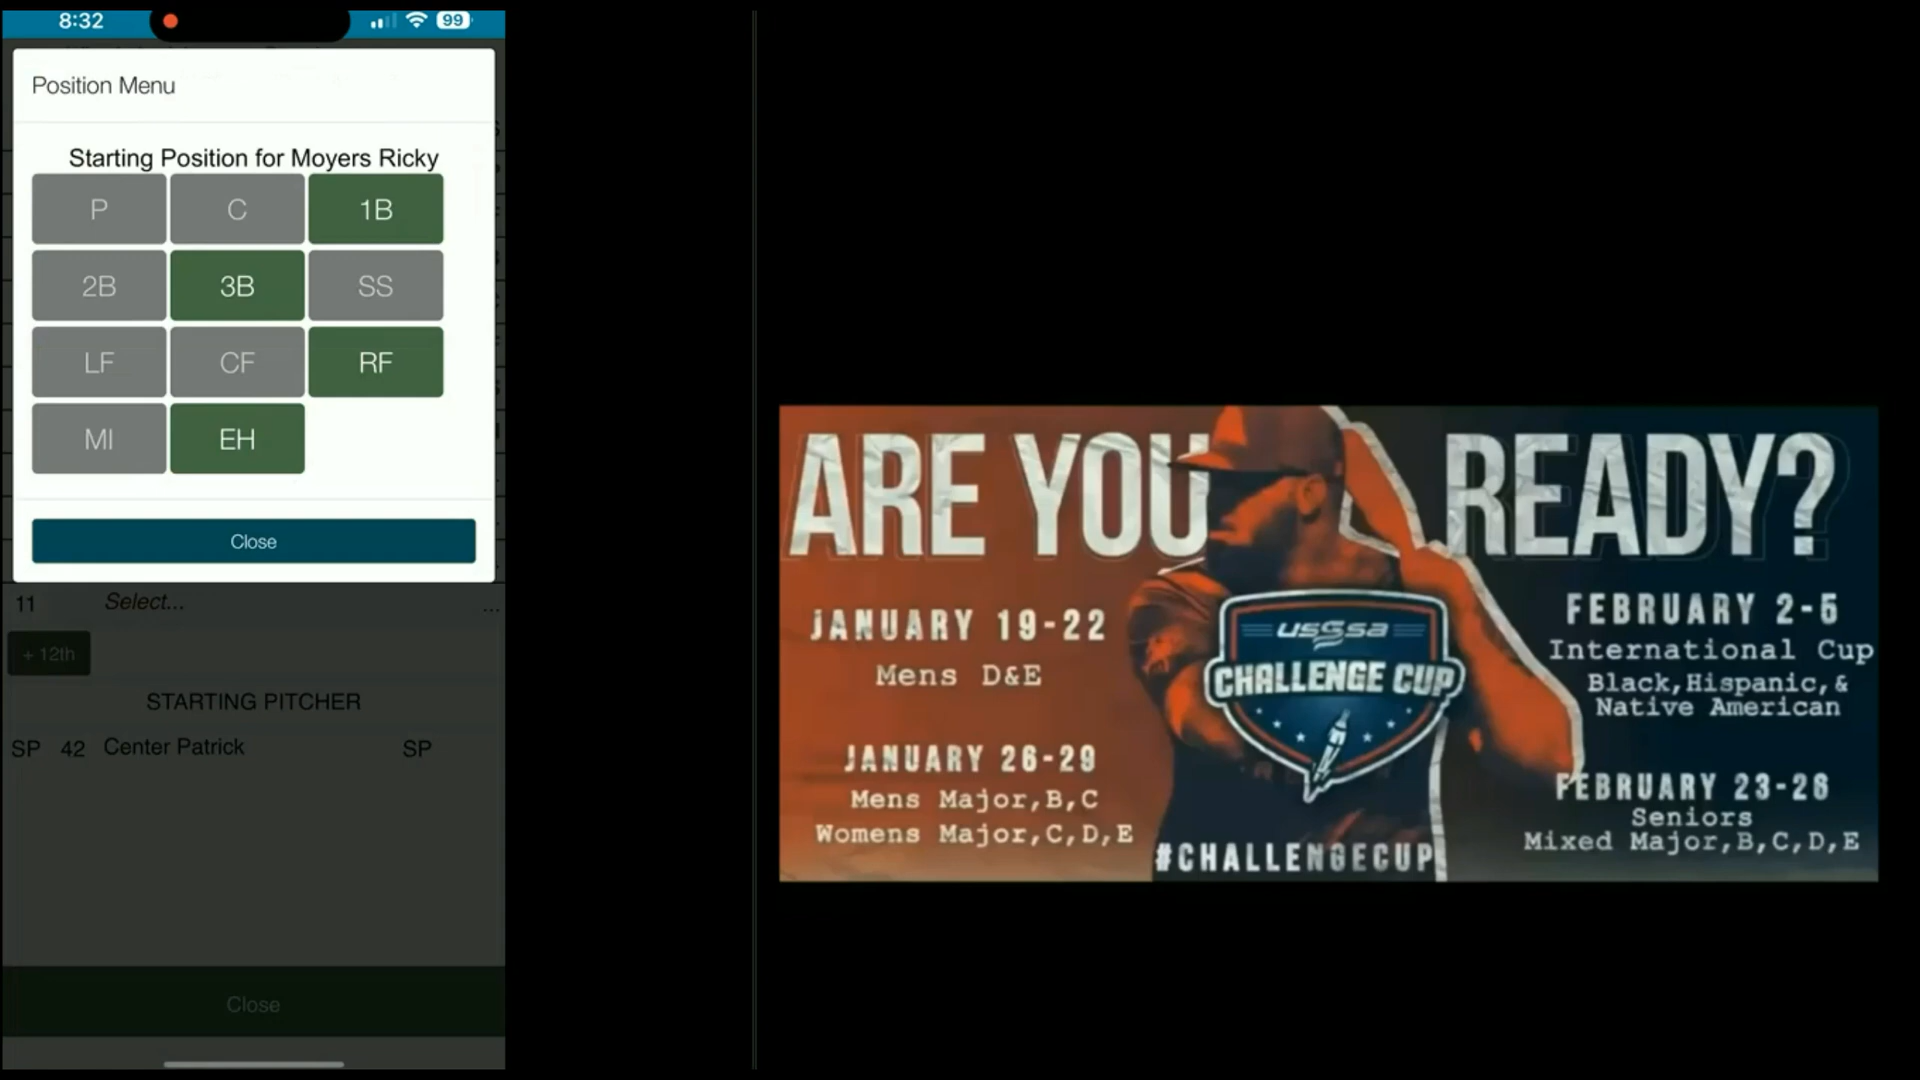 8:32
99
Position Menu
Starting Position for Moyers Ricky
P C 1B
2B 3B SS
LF CF RF
MI EH
Close
11 Select... ...
+ 12th
STARTING PITCHER
SP 42 Center Patrick SP
Close
ARE YOU READY?
JANUARY 19-22
Mens D&E
JANUARY 26-29
Mens Major,B,C
Womens Major,C,D,E
usssa
CHALLENGE CUP
#CHALLENGECUP
FEBRUARY 2-5
International Cup
Black,Hispanic,&
Native American
FEBRUARY 23-26
Seniors
Mixed Major,B,C,D,E